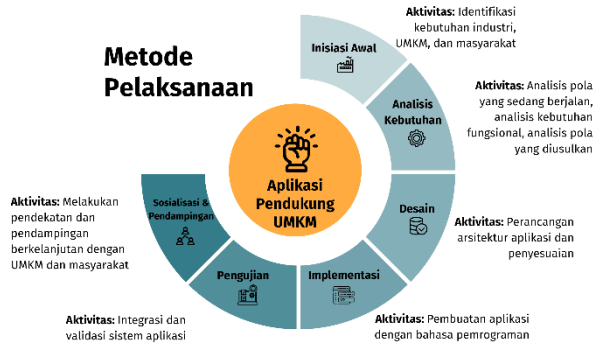 Metode
Pelaksanaan
Inisiasi Awal
Aktivitas: Identifikasi
kebutuhan industri,
UMKM, dan masyarakat
Analisis
Kebutuhan
Aktivitas: Analisis pola
yang sedang berjalan,
analisis kebutuhan
fungsional, analisis pola
yang diusulkan
Aplikasi
Pendukung
UMKM
Desain
Aktivitas: Perancangan
arsitektur aplikasi dan
penyesuaian
Implementasi
Aktivitas: Pembuatan aplikasi
dengan bahasa pemrograman
Pengujian
Aktivitas: Integrasi dan
validasi sistem aplikasi
Sosialisasi &
Pendampingan
Aktivitas: Melakukan
pendekatan dan
pendampingan
berkelanjutan dengan
UMKM dan masyarakat